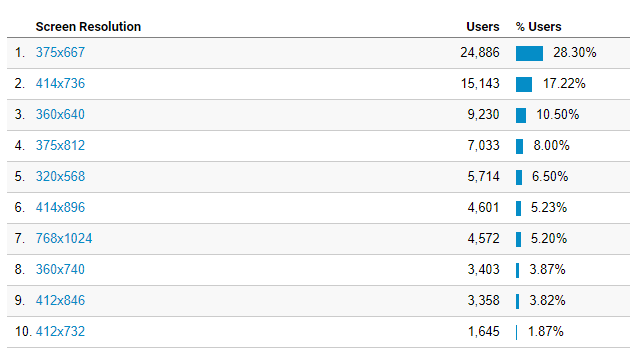 Screen Resolution Users % Users
1. 375x667 24,886 28.30%
2. 414x736 15,143 17.22%
3. 360x640 9,230 10.50%
4. 375x812 7,033 8.00%
5. 320x568 5,714 6.50%
6. 414x896 4,601 5.23%
7. 768x1024 4,572 5.20%
8. 360x740 3,403 3.87%
9. 412x846 3,358 3.82%
10. 412x732 1,645 1.87%